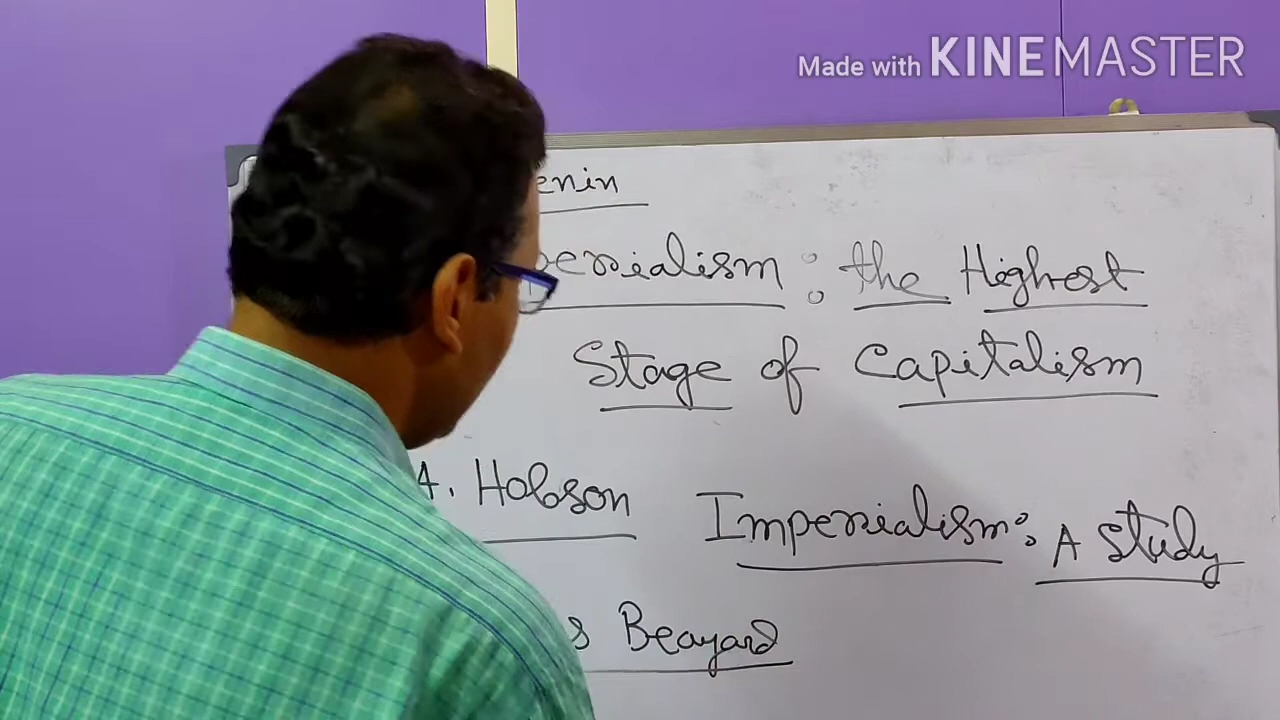 Made with KINEMASTER
enin
perialism : the Highest
Stage of Capitalism
A. Hobson Imperialism: A Study
s Beayard